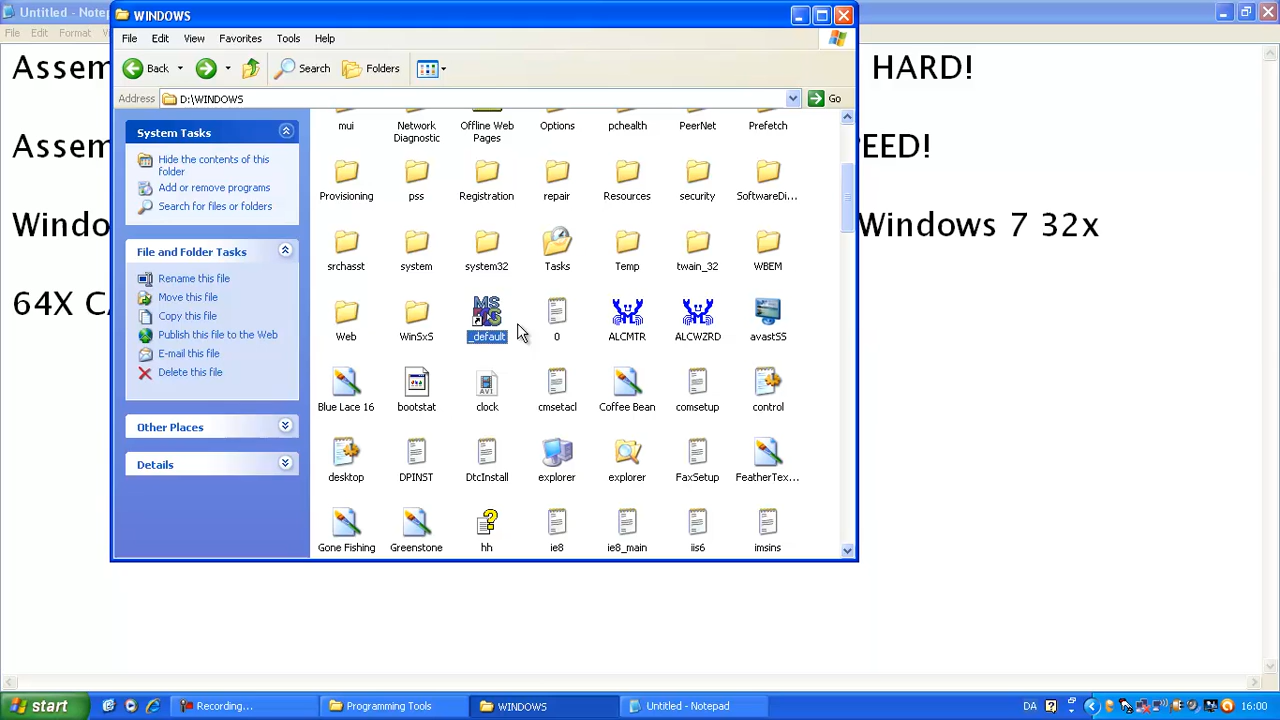 Untitled - Notepad
WINDOWS
File Edit Format
File Edit View Favorites Tools Help
Back Search Folders
Address D:\WINDOWS Go
Assem HARD!
Assem PEED!
Windo Windows 7 32x
64X C
System Tasks
Hide the contents of this folder
Add or remove programs
Search for files or folders
File and Folder Tasks
Rename this file
Move this file
Copy this file
Publish this file to the Web
E-mail this file
Delete this file
Other Places
Details
mui Network Diagnostic Offline Web Pages Options pchealth PeerNet Prefetch
Provisioning pss Registration repair Resources security SoftwareDi...
srchasst system system32 Tasks Temp twain_32 WBEM
Web WinSxS _default 0 ALCMTR ALCWZRD avastSS
Blue Lace 16 bootstat clock cmsetacl Coffee Bean comsetup control
desktop DPINST DtcInstall explorer explorer FaxSetup FeatherTex...
Gone Fishing Greenstone hh ie8 ie8_main iis6 imsins
start Recording... Programming Tools WINDOWS Untitled - Notepad DA 16:00